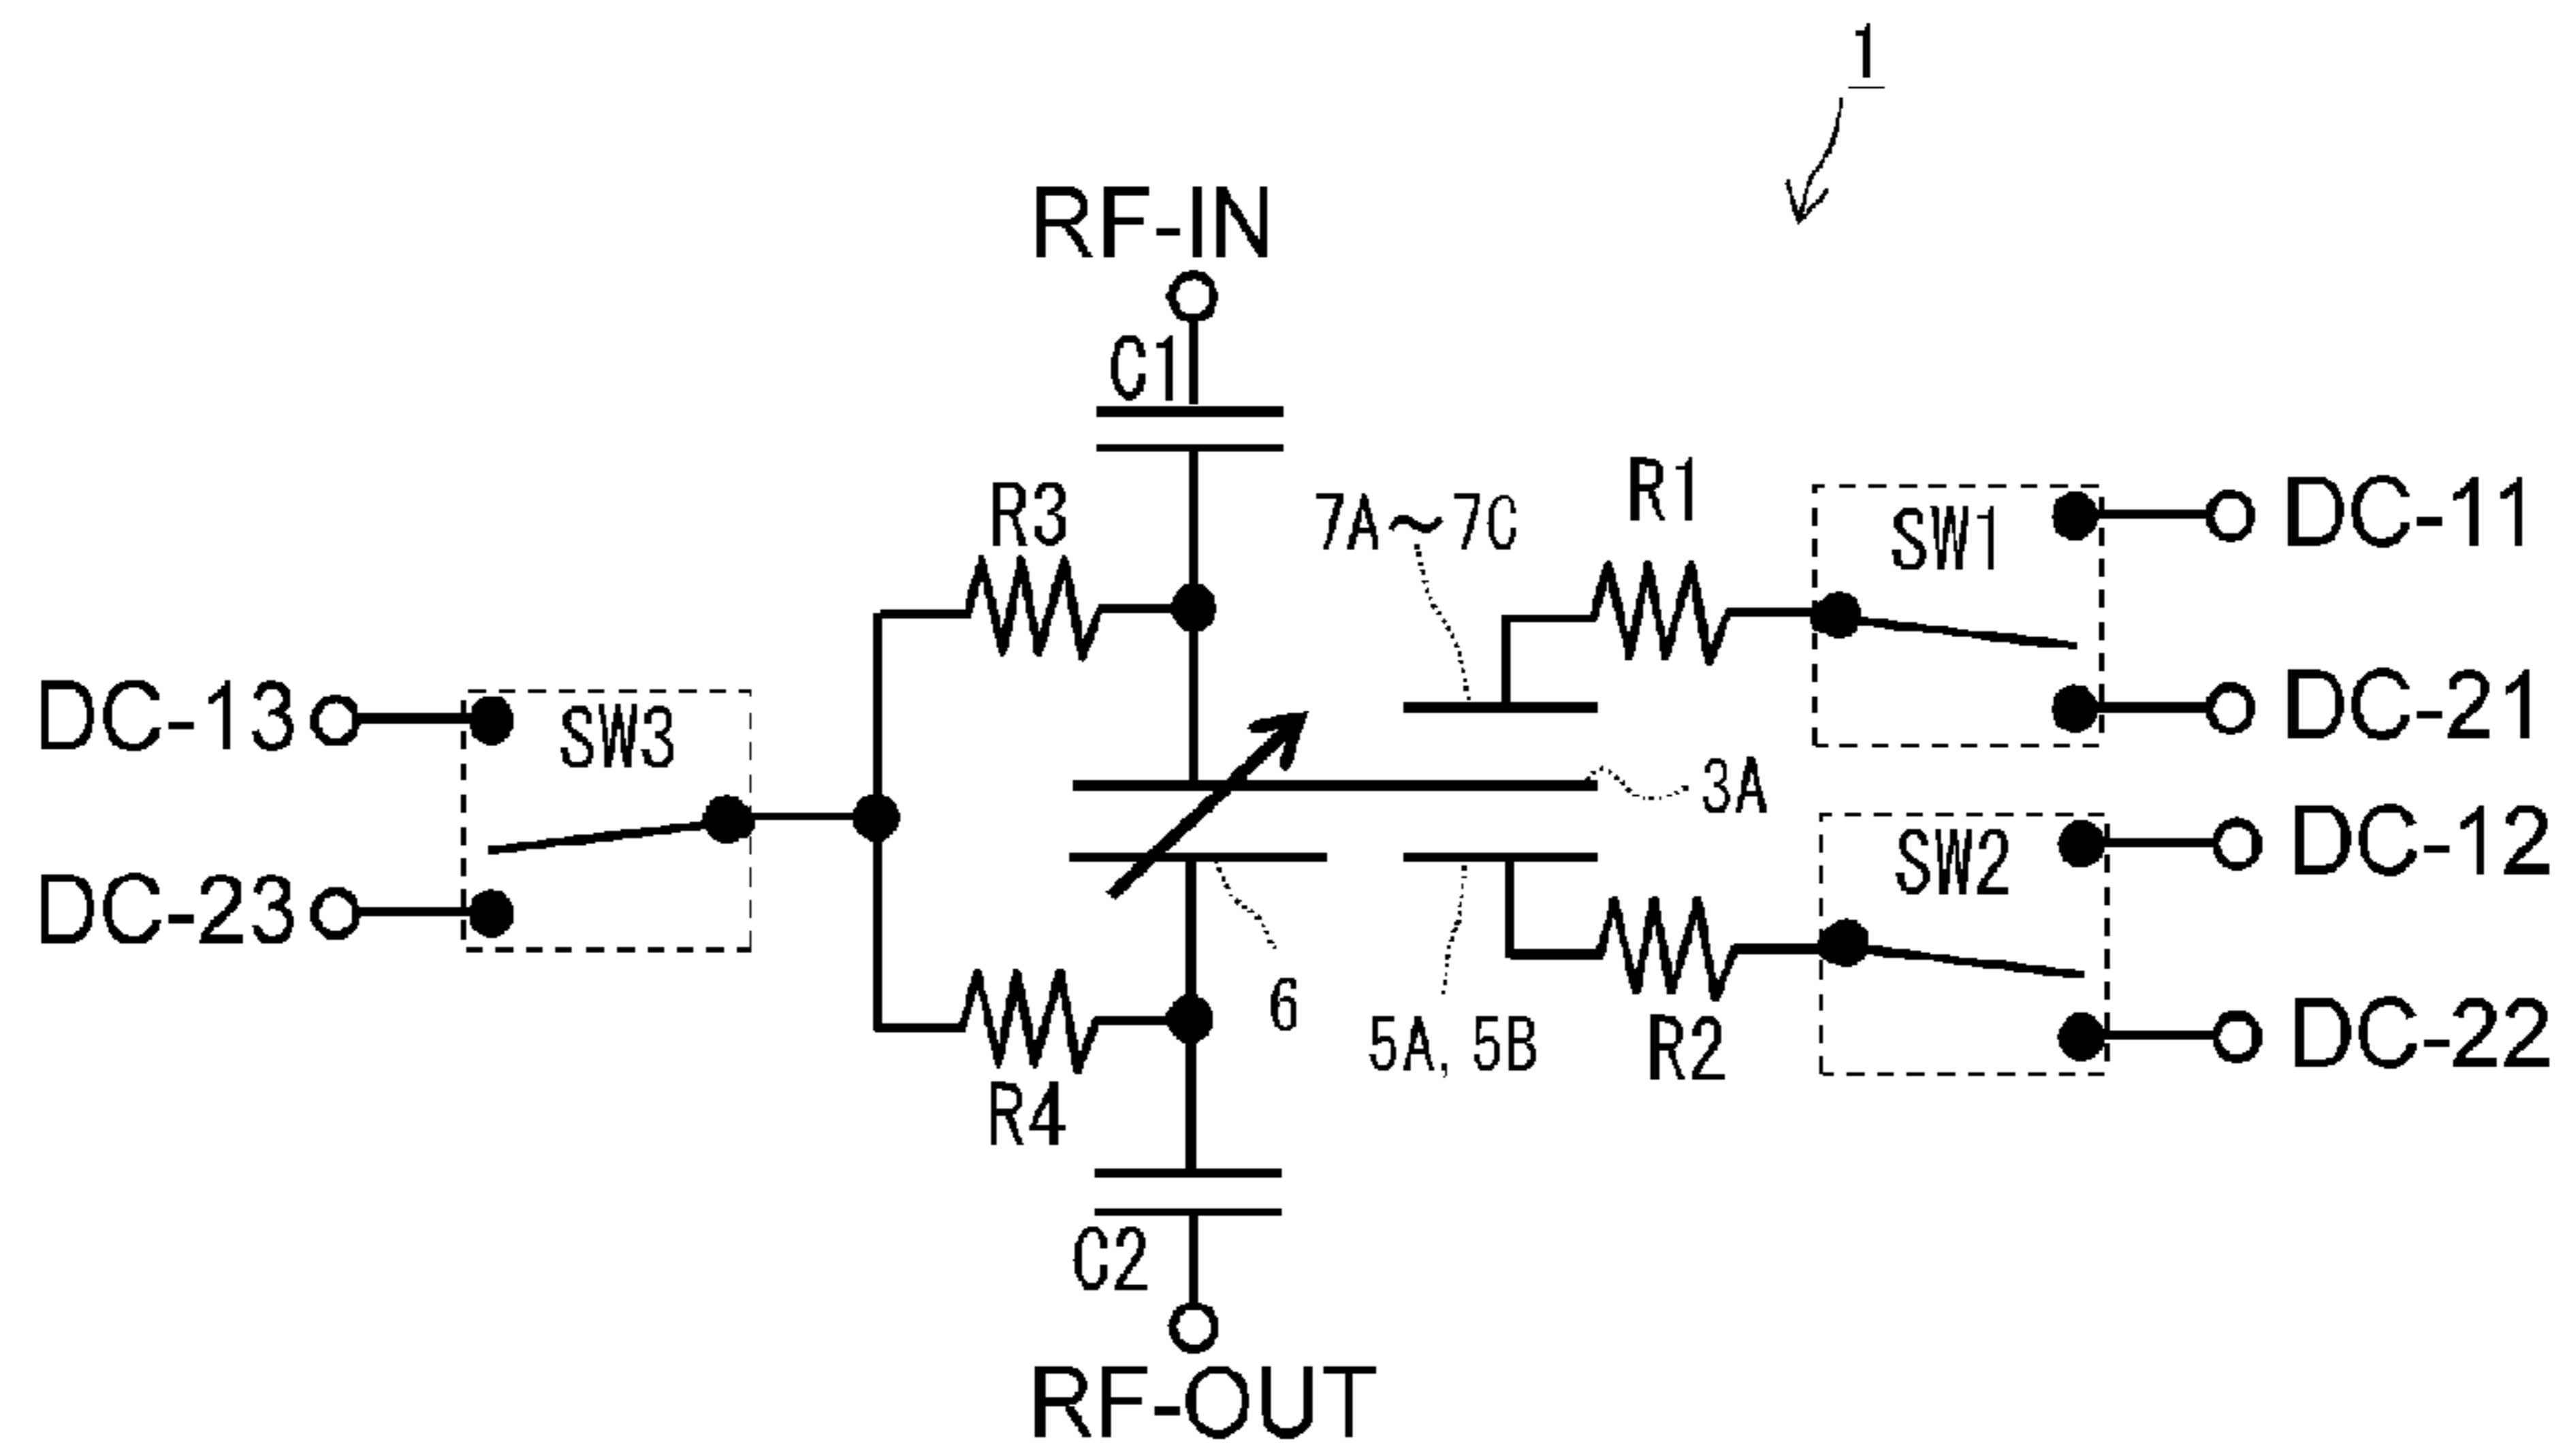 1
RF-IN
C1
R3
7A～7C
R1
SW1
DC-11
DC-21
DC-13
SW3
3A
DC-23
SW2
DC-12
6
5A, 5B
R2
DC-22
R4
C2
RF-OUT